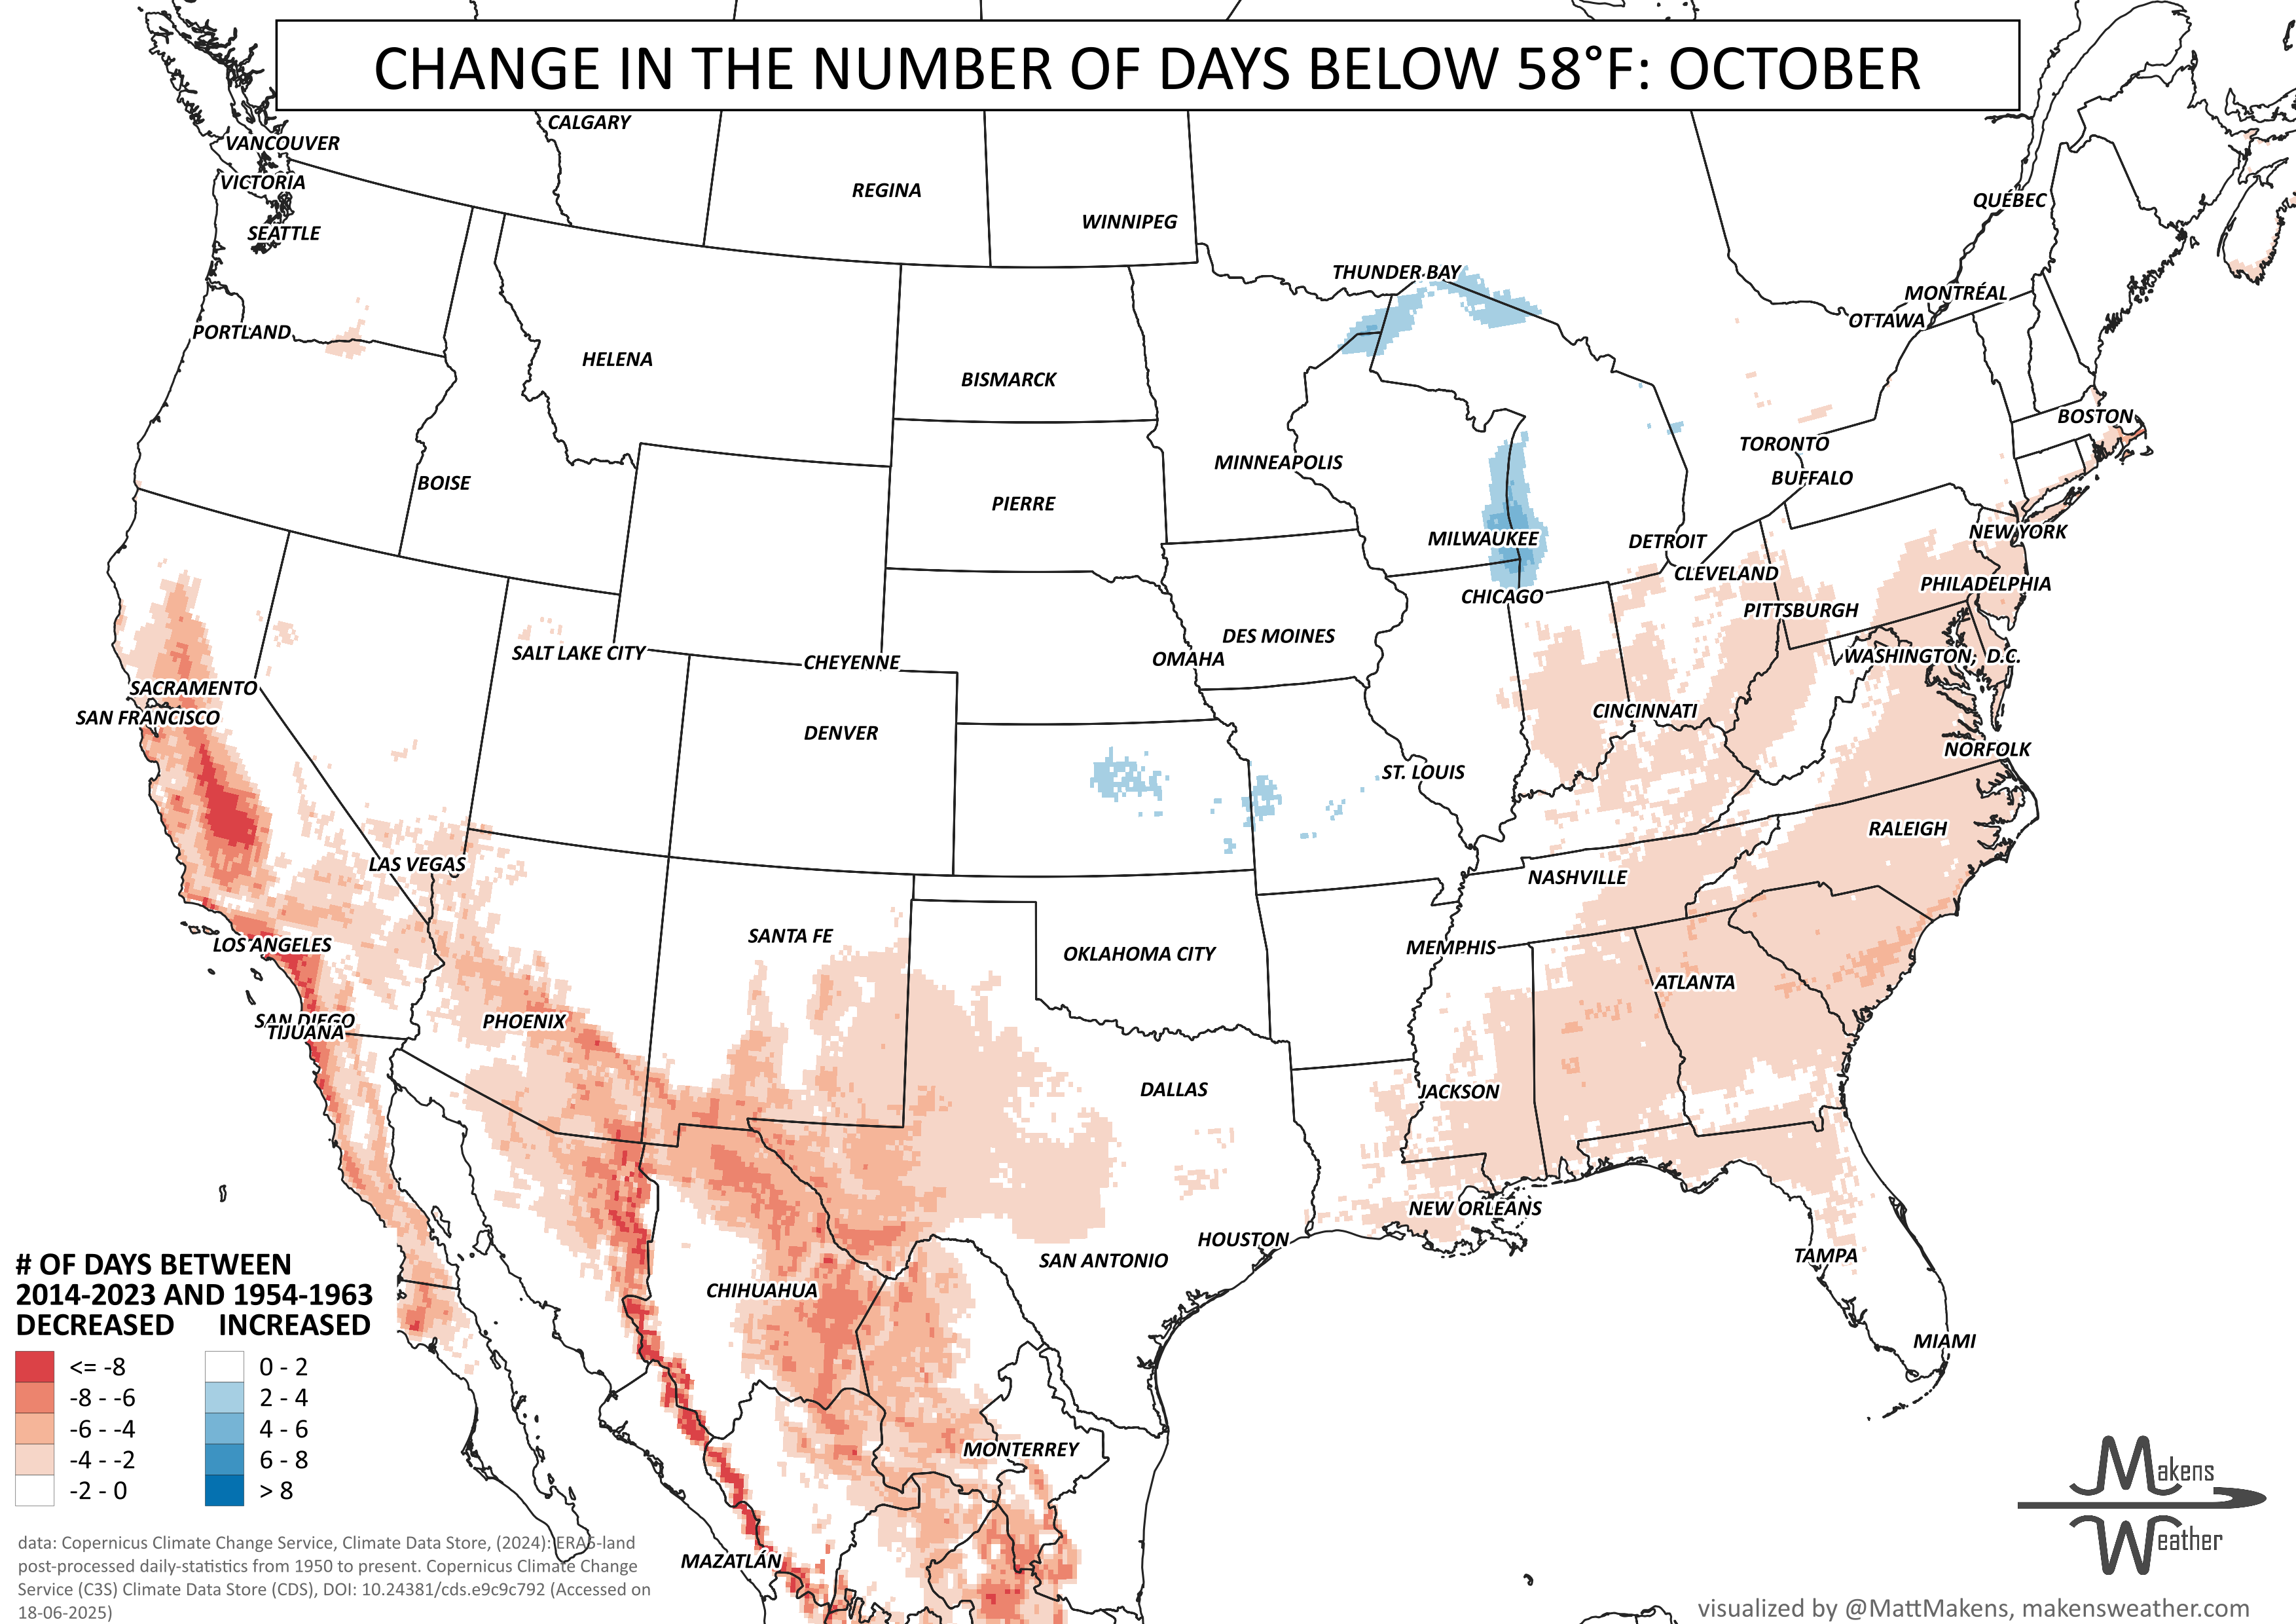 CHANGE IN THE NUMBER OF DAYS BELOW 58°F: OCTOBER
CALGARY
VANCOUVER
VICTORIA
REGINA
WINNIPEG
QUÉBEC
SEATTLE
THUNDER BAY
MONTRÉAL
OTTAWA
PORTLAND
HELENA
BISMARCK
BOSTON
TORONTO
MINNEAPOLIS
BUFFALO
BOISE
PIERRE
NEW YORK
MILWAUKEE
DETROIT
CLEVELAND
PHILADELPHIA
CHICAGO
PITTSBURGH
DES MOINES
SALT LAKE CITY
CHEYENNE
OMAHA
WASHINGTON, D.C.
SACRAMENTO
SAN FRANCISCO
CINCINNATI
DENVER
NORFOLK
ST. LOUIS
RALEIGH
LAS VEGAS
NASHVILLE
SANTA FE
LOS ANGELES
OKLAHOMA CITY
MEMPHIS
ATLANTA
SAN DIEGO
TIJUANA
PHOENIX
DALLAS
JACKSON
NEW ORLEANS
HOUSTON
SAN ANTONIO
TAMPA
CHIHUAHUA
MIAMI
MONTERREY
MAZATLÁN
# OF DAYS BETWEEN
2014-2023 AND 1954-1963
DECREASED INCREASED
<= -8 0 - 2
-8 - -6 2 - 4
-6 - -4 4 - 6
-4 - -2 6 - 8
-2 - 0 > 8
data: Copernicus Climate Change Service, Climate Data Store, (2024): ERA5-land
post-processed daily-statistics from 1950 to present. Copernicus Climate Change
Service (C3S) Climate Data Store (CDS), DOI: 10.24381/cds.e9c9c792 (Accessed on
18-06-2025)
Makens
Weather
visualized by @MattMakens, makensweather.com